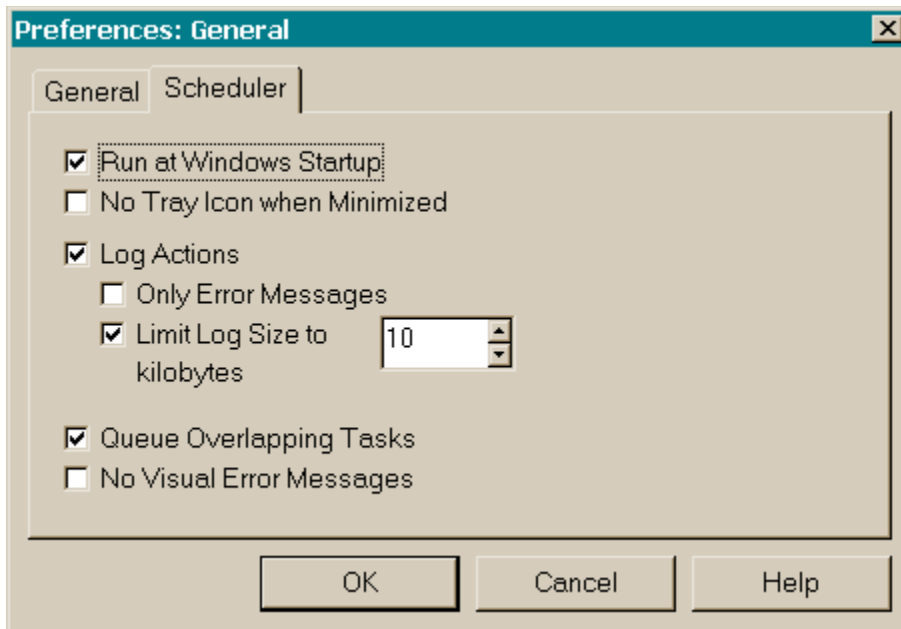 Preferences: General
General
Scheduler
Run at Windows Startup
No Tray Icon when Minimized
Log Actions
Only Error Messages
Limit Log Size to
kilobytes
10
Queue Overlapping Tasks
No Visual Error Messages
OK
Cancel
Help